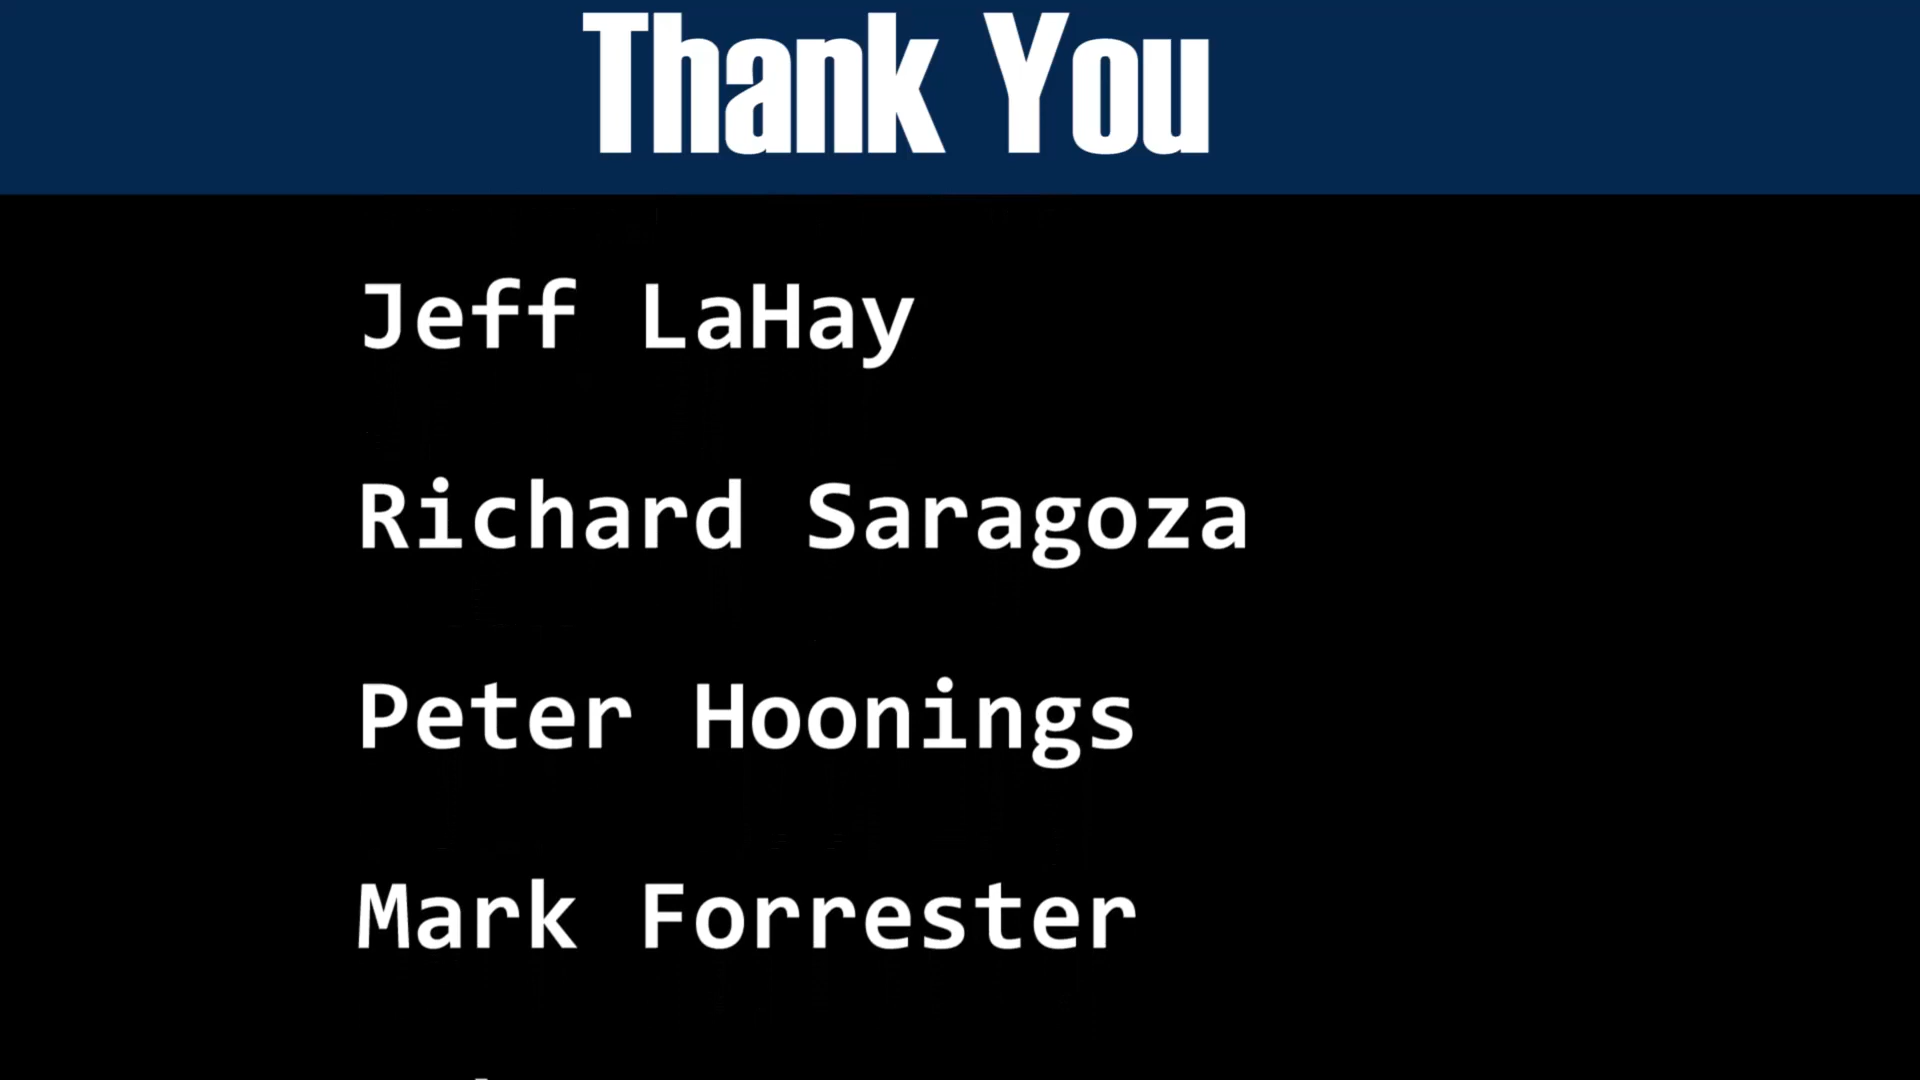 Thank You
Jeff LaHay
Richard Saragoza
Peter Hoonings
Mark Forrester